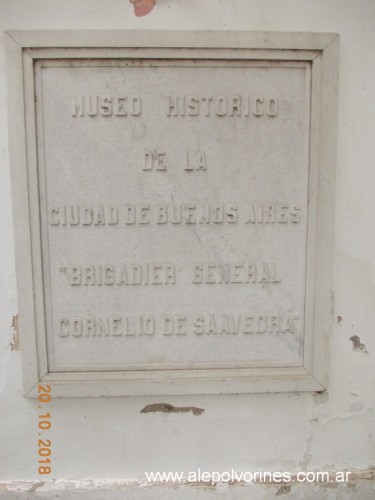 MUSEO HISTORICO
DE LA
CIUDAD DE BUENOS AIRES
"BRIGADIER GENERAL
CORNELIO DE SAAVEDRA"
20.10.2018
www.alepolvorines.com.ar